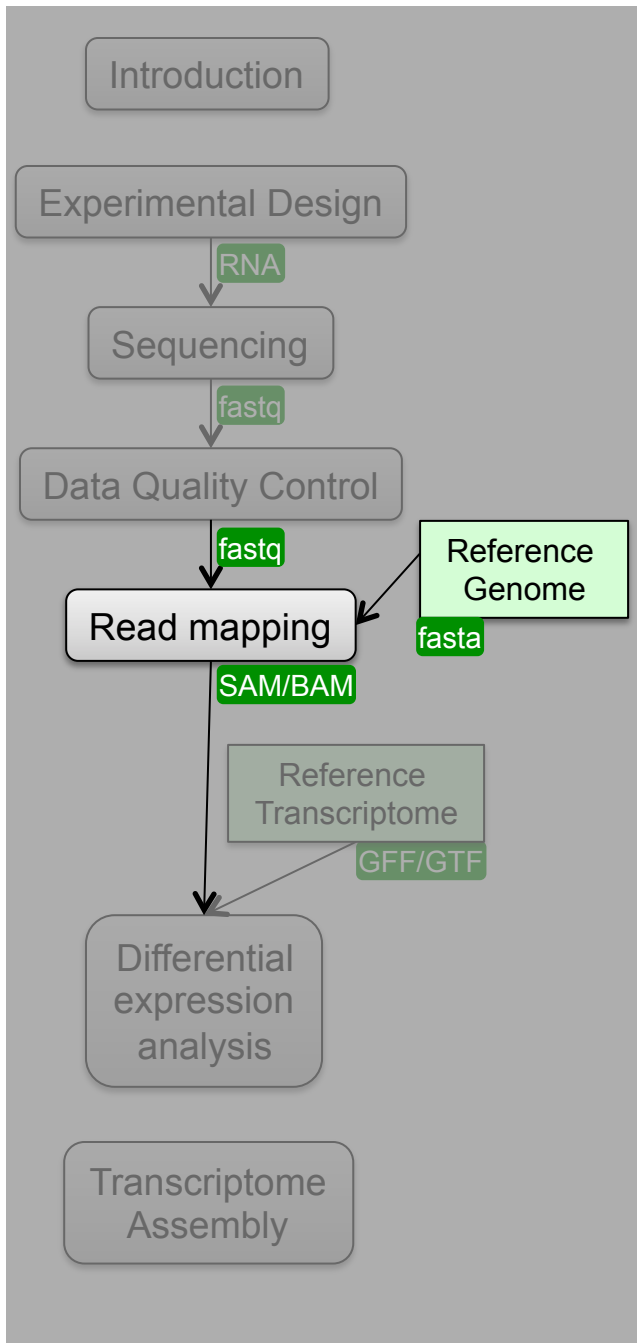 Introduction
Experimental Design
RNA
Sequencing
fastq
Data Quality Control
fastq
Reference
Genome
fasta
Read mapping
SAM/BAM
Reference
Transcriptome
GFF/GTF
Differential
expression
analysis
Transcriptome
Assembly